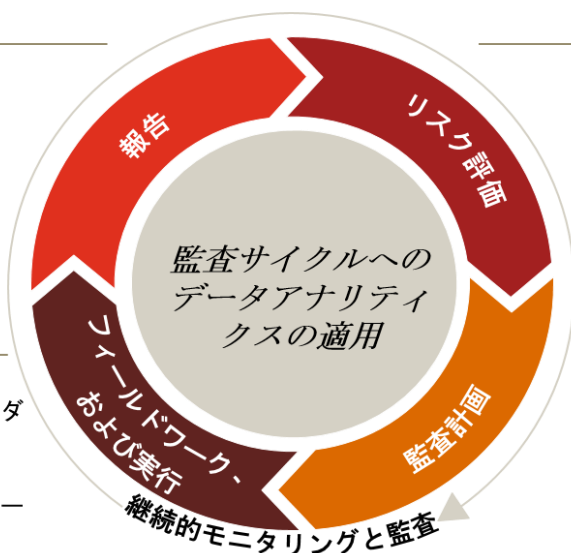 報告
リスク評価
監査サイクルへの
データアナリティ
クスの適用
フィールドワーク、
および実行
監査計画
継続的モニタリングと監査
ダ
ー